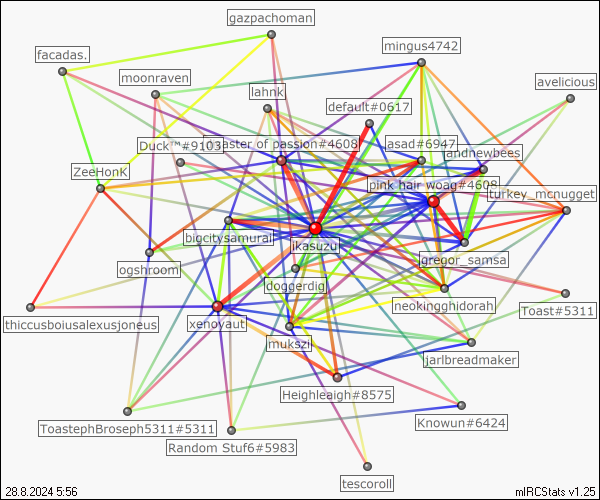 gazpachoman
facadas.
mingus4742
moonraven
avelicious
lahnk
default#0617
Duck™#9103
master of passion#4608
asad#6947
andnewbees
ZeeHonK
pink hair woag#4608
turkey_mcnugget
bigcitysamurai
ikasuzu
gregor_samsa
ogshroom
doggerdig
neokingghidorah
Toast#5311
thiccusboiusalexusjoneus
xenoyaut
mukszil
jarlbreadmaker
Heighleaigh#8575
ToastephBroseph5311#5311
Knowun#6424
Random Stuf6#5983
tescoroll
28.8.2024 5:56
mIRCStats v1.25